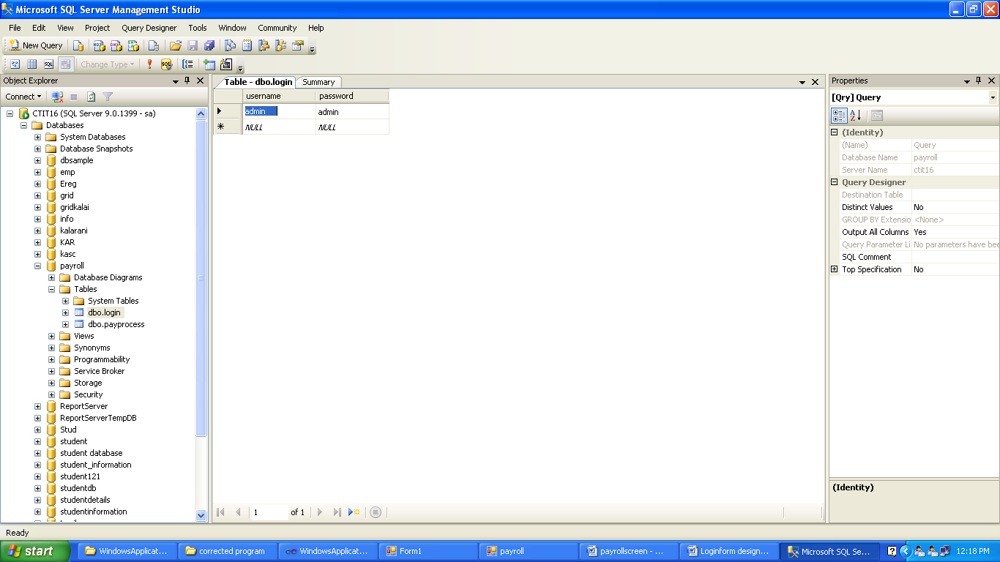 Microsoft SQL Server Management Studio
File Edit View Project Query Designer Tools Window Community Help
New Query
Change Type
Object Explorer
Connect
CTIT16 (SQL Server 9.0.1399 - sa)
Databases
System Databases
Database Snapshots
dbsample
emp
Ereg
grid
gridkalai
info
kalarani
KAR
kasc
payroll
Database Diagrams
Tables
System Tables
dbo.login
dbo.payprocess
Views
Synonyms
Programmability
Service Broker
Storage
Security
ReportServer
ReportServerTempDB
Stud
student
student database
student_information
student121
studentdb
studentdetails
studentinformation
Table - dbo.login Summary
username password
admin admin
NULL NULL
1 of 1
Properties
[Qry] Query
(Identity)
(Name) Query
Database Name payroll
Server Name ctit16
Query Designer
Destination Table
Distinct Values No
GROUP BY Extensio <None>
Output All Columns Yes
Query Parameter Li No parameters have bee
SQL Comment
Top Specification No
(Identity)
Ready
start WindowsApplicat... corrected program WindowsApplicat... Form1 payroll payrollscreen - ... Loginform design... Microsoft SQL Se... 12:18 PM